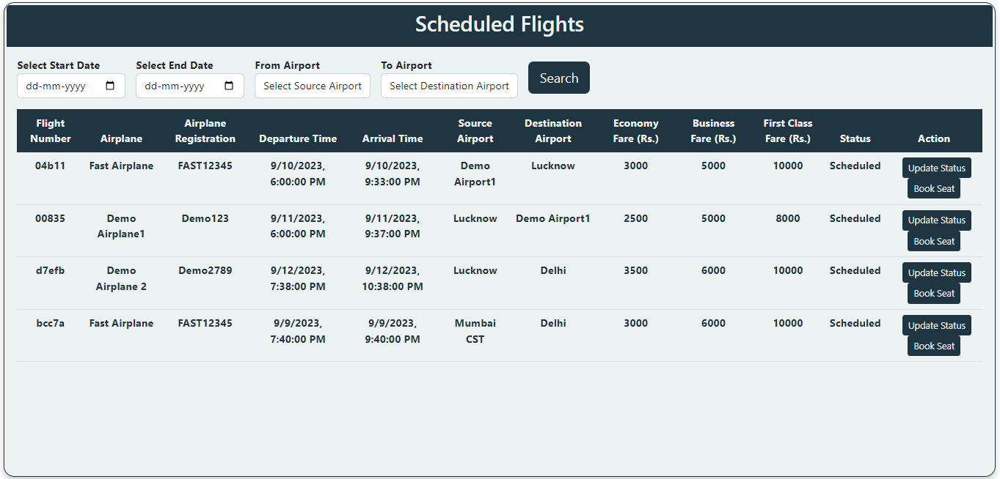 Scheduled Flights
Select Start Date Select End Date From Airport To Airport
dd-mm-yyyy dd-mm-yyyy Select Source Airport Select Destination Airport Search
Flight Airplane Source Destination Economy Business First Class
Number Airplane Registration Departure Time Arrival Time Airport Airport Fare (Rs.) Fare (Rs.) Fare (Rs.) Status Action
04b11 Fast Airplane FAST12345 9/10/2023, 9/10/2023, Demo Lucknow 3000 5000 10000 Scheduled Update Status
6:00:00 PM 9:33:00 PM Airport1 Book Seat
00835 Demo Demo123 9/11/2023, 9/11/2023, Lucknow Demo Airport1 2500 5000 8000 Scheduled Update Status
Airplane1 6:00:00 PM 9:37:00 PM Book Seat
d7efb Demo Demo2789 9/12/2023, 9/12/2023, Lucknow Delhi 3500 6000 10000 Scheduled Update Status
Airplane 2 7:38:00 PM 10:38:00 PM Book Seat
bcc7a Fast Airplane FAST12345 9/9/2023, 9/9/2023, Mumbai Delhi 3000 6000 10000 Scheduled Update Status
7:40:00 PM 9:40:00 PM CST Book Seat